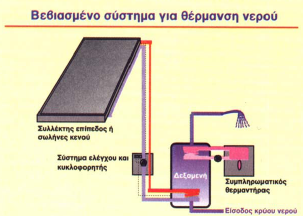 Βεβιασμένο σύστημα για θέρμανση νερού
Συλλέκτης επίπεδος ή
σωλήνες κενού
Σύστημα ελέγχου και
κυκλοφορητής
Δεξαμενή
Συμπληρωματικός
θερμαντήρας
Είσοδος κρύου νερού